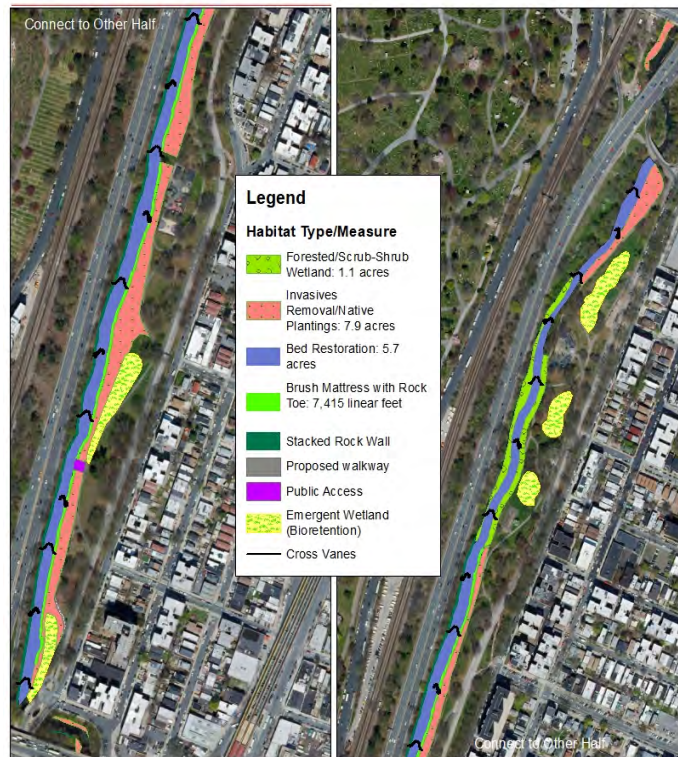 Connect to Other Half
Legend
Habitat Type/Measure
Forested/Scrub-Shrub
Wetland: 1.1 acres
Invasives
Removal/Native
Plantings: 7.9 acres
Bed Restoration: 5.7
acres
Brush Mattress with Rock
Toe: 7,415 linear feet
Stacked Rock Wall
Proposed walkway
Public Access
Emergent Wetland
(Bioretention)
Cross Vanes
Connect to Other Half